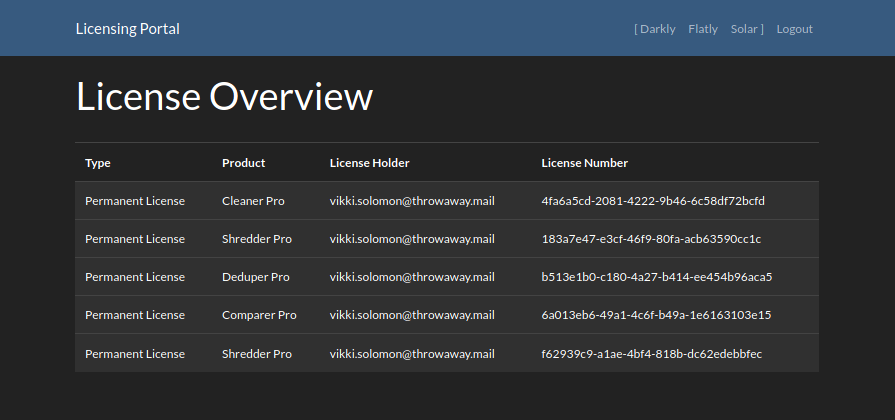 Licensing Portal [ Darkly Flatly Solar ] Logout
License Overview
Type Product License Holder License Number
Permanent License Cleaner Pro vikki.solomon@throwaway.mail 4fa6a5cd-2081-4222-9b46-6c58df72bcfd
Permanent License Shredder Pro vikki.solomon@throwaway.mail 183a7e47-e3cf-46f9-80fa-acb63590cc1c
Permanent License Deduper Pro vikki.solomon@throwaway.mail b513e1b0-c180-4a27-b414-ee454b96aca5
Permanent License Comparer Pro vikki.solomon@throwaway.mail 6a013eb6-49a1-4c6f-b49a-1e6163103e15
Permanent License Shredder Pro vikki.solomon@throwaway.mail f62939c9-a1ae-4bf4-818b-dc62edebbfec